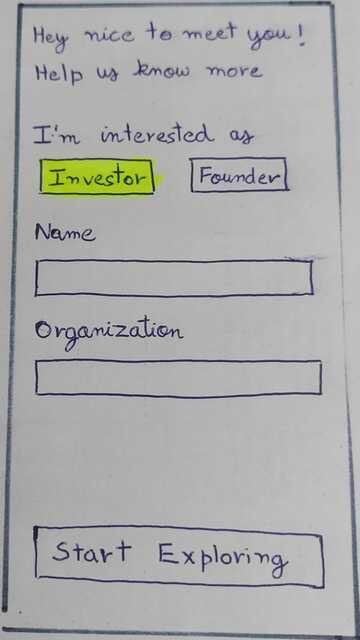 Hey nice to meet you!
Help us know more
I'm interested as
Investor Founder
Name
Organization
Start Exploring